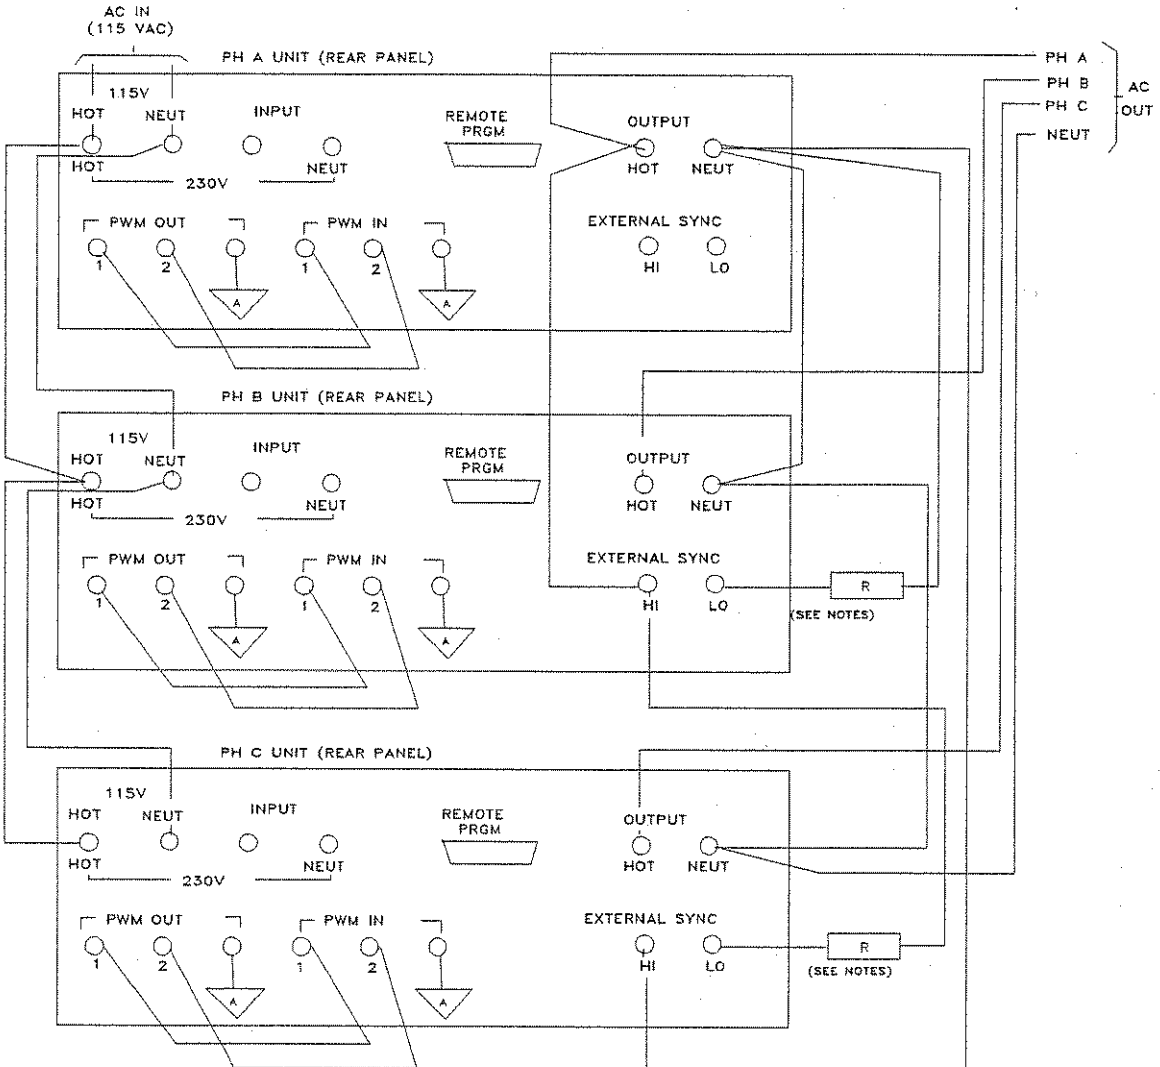 AC IN
(115 VAC)
PH A UNIT (REAR PANEL)
PH A
PH B
PH C
NEUT
AC
OUT
115V
HOT
NEUT
INPUT
REMOTE
PRGM
OUTPUT
HOT
NEUT
HOT
NEUT
230V
PWM OUT
PWM IN
EXTERNAL SYNC
1
2
1
2
HI
LO
A
A
PH B UNIT (REAR PANEL)
115V
HOT
NEUT
INPUT
REMOTE
PRGM
OUTPUT
HOT
NEUT
HOT
NEUT
230V
PWM OUT
PWM IN
EXTERNAL SYNC
1
2
1
2
HI
LO
R
(SEE NOTES)
A
A
PH C UNIT (REAR PANEL)
115V
HOT
NEUT
INPUT
REMOTE
PRGM
OUTPUT
HOT
NEUT
HOT
NEUT
230V
PWM OUT
PWM IN
EXTERNAL SYNC
1
2
1
2
HI
LO
R
(SEE NOTES)
A
A